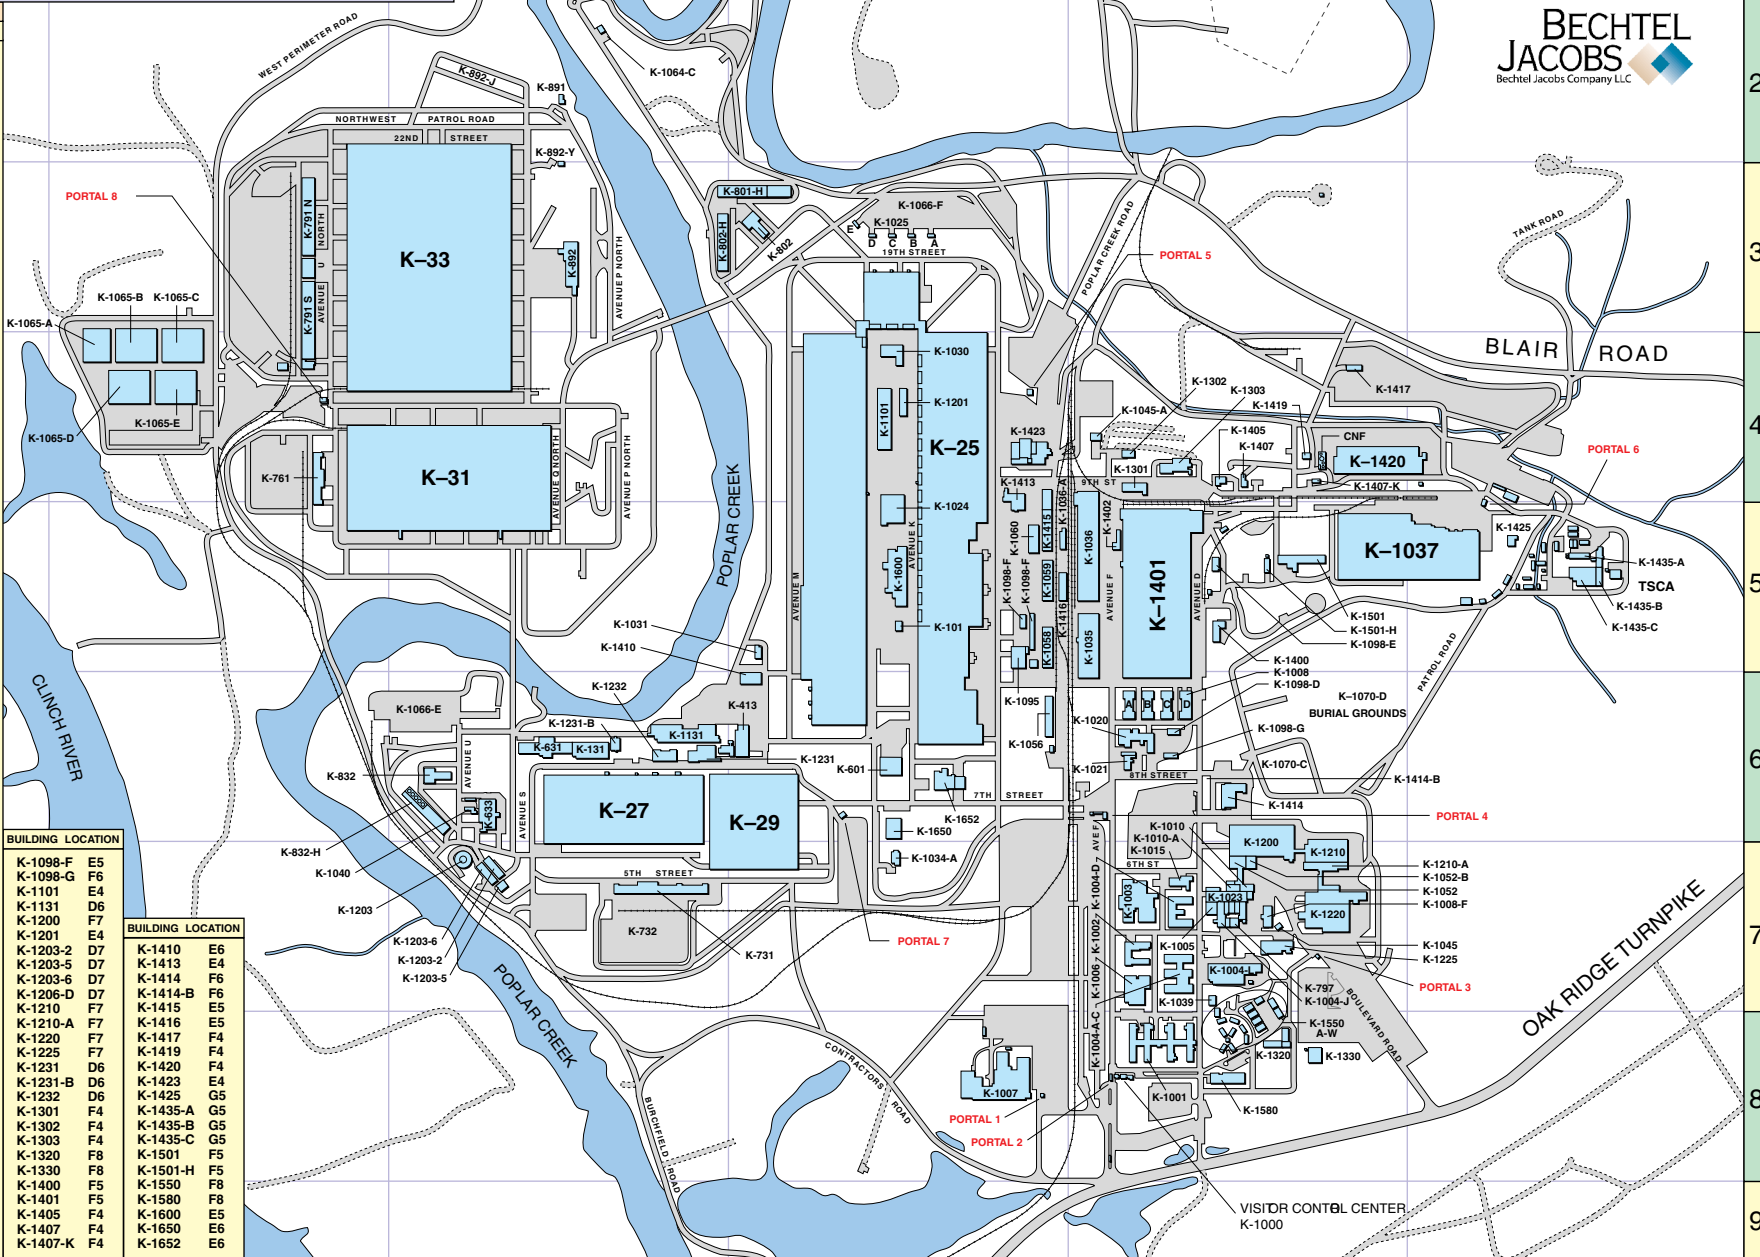 BECHTEL
JACOBS
Bechtel Jacobs Company LLC
2
3
4
5
6
7
8
9
WEST PERIMETER ROAD
K-1064-C
K-892-J
K-891
NORTHWEST PATROL ROAD
22ND STREET
K-892-Y
PORTAL 8
K-801-H
K-1066-F
K-791 N
NORTH
K-802-H
K-802
K-1025
E
D
C
B
A
19TH STREET
POPLAR CREEK ROAD
TANK ROAD
K–33
K-892
AVENUE P NORTH
PORTAL 5
U
AVENUE
K-791 S
K-1065-B
K-1065-C
K-1065-A
K-1065-D
K-1065-E
BLAIR ROAD
K-1030
K-1417
K-1302
K-1303
K-1201
K-1101
K-1045-A
K-1419
K-1423
K-1405
K-1407
CNF
K–25
K–1420
PORTAL 6
K-761
K–31
AVENUE Q NORTH
AVENUE P NORTH
K-1301
9TH ST
K-1413
K-1407-K
K-1036-A
K-1415
K-1402
K-1024
K-1060
K-1036
K-1425
POPLAR CREEK
AVENUE K
K–1037
K-1435-A
TSCA
K-1435-B
K-1435-C
AVENUE M
K-1600
K-1098-F
K-1098-F
K-1059
K-1416
AVENUE F
K–1401
AVENUE D
K-101
K-1031
K-1410
K-1058
K-1035
K-1501
K-1501-H
K-1098-E
K-1400
K-1008
K-1098-D
PATROL ROAD
K–1070-D
BURIAL GROUNDS
K-1095
A
B
C
D
K-1020
K-1056
K-1098-G
K-1021
K-1070-C
8TH STREET
K-1414-B
K-1414
CLINCH RIVER
K-1066-E
K-1232
K-1231-B
K-413
K-1131
K-631
K-131
AVENUE U
K-1231
K-601
K-832
K–27
K–29
7TH STREET
K-1652
K-1650
K-633
AVENUE S
PORTAL 4
AVE F
K-1010
K-1010-A
K-1015
K-1200
K-1210
K-832-H
K-1040
K-1034-A
6TH ST
K-1210-A
K-1052-B
K-1052
K-1008-F
5TH STREET
K-1004-D
K-1003
K-1023
K-1220
K-1203
K-732
K-731
PORTAL 7
K-1203-6
K-1203-2
K-1203-5
K-1002
K-1005
K-1045
K-1225
K-1006
K-1004-L
PORTAL 3
K-797
K-1004-J
K-1039
BOULEVARD ROAD
OAK RIDGE TURNPIKE
POPLAR CREEK
K-1004-A-C
K-1550
A-W
K-1320
K-1330
CONTRACTORS ROAD
K-1007
K-1001
K-1580
PORTAL 1
PORTAL 2
BURCHFIELD ROAD
VISITOR CONTROL CENTER
K-1000
BUILDING LOCATION
K-1098-F E5
K-1098-G F6
K-1101 E4
K-1131 D6
K-1200 F7
K-1201 E4
K-1203-2 D7
K-1203-5 D7
K-1203-6 D7
K-1206-D D7
K-1210 F7
K-1210-A F7
K-1220 F7
K-1225 F7
K-1231 D6
K-1231-B D6
K-1232 D6
K-1301 F4
K-1302 F4
K-1303 F4
K-1320 F8
K-1330 F8
K-1400 F5
K-1401 F5
K-1405 F4
K-1407 F4
K-1407-K F4
BUILDING LOCATION
K-1410 E6
K-1413 E4
K-1414 F6
K-1414-B F6
K-1415 E5
K-1416 E5
K-1417 F4
K-1419 F4
K-1420 F4
K-1423 E4
K-1425 G5
K-1435-A G5
K-1435-B G5
K-1435-C G5
K-1501 F5
K-1501-H F5
K-1550 F8
K-1580 F8
K-1600 E5
K-1650 E6
K-1652 E6